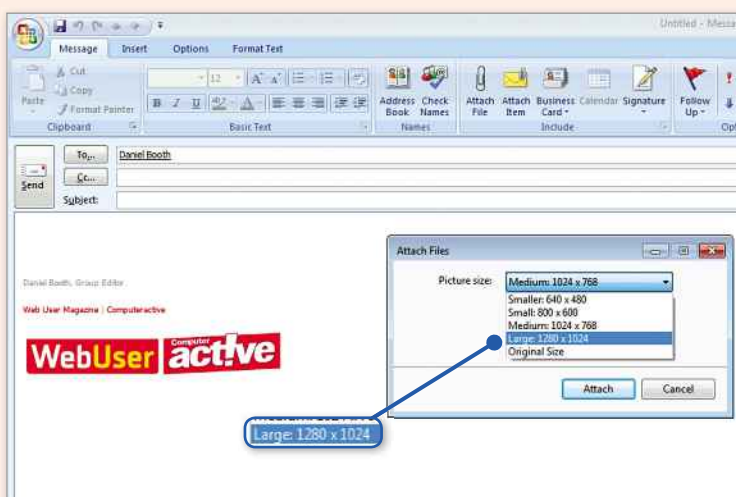 Untitled - Messa
Message Insert Options Format Text
Cut
Copy
Format Painter
Paste
Clipboard
12
Basic Text
Address Book
Check Names
Names
Attach File
Attach Item
Business Card
Calendar
Signature
Include
Follow Up
Opt
Send
To...
Daniel Booth
Cc...
Subject:
Daniel Booth, Group Editor
Web User Magazine | Computeractive
WebUser
Computer
active
Attach Files
Picture size:
Medium: 1024 x 768
Smaller: 640 x 480
Small: 800 x 600
Medium: 1024 x 768
Large: 1280 x 1024
Original Size
Attach
Cancel
Large: 1280 x 1024